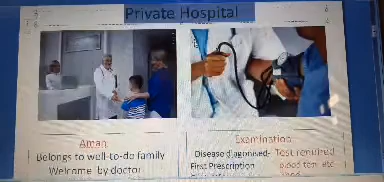 Private Hospital
Aman
Belongs to well-to-do family
Welcome by doctor
Examination
Disease diagonised- Test required
First Prescription blood test etc